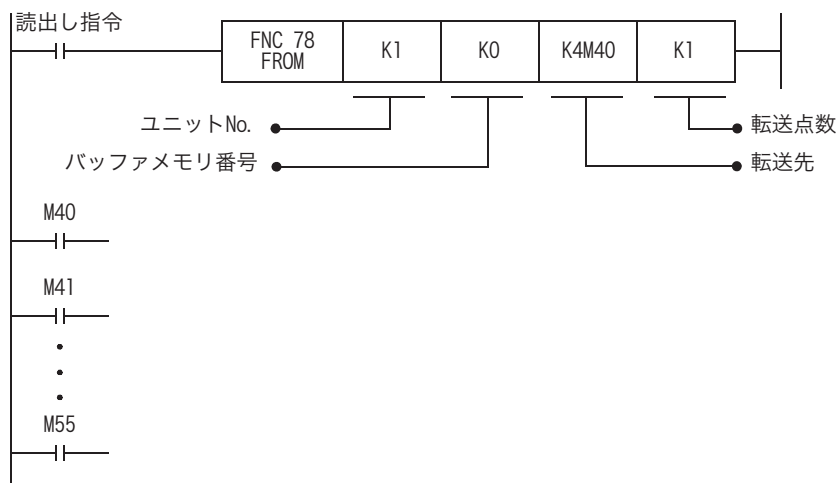 読出し指令
FNC 78
FROM
K1
K0
K4M40
K1
ユニットNo.
転送点数
バッファメモリ番号
転送先
M40
M41
M55